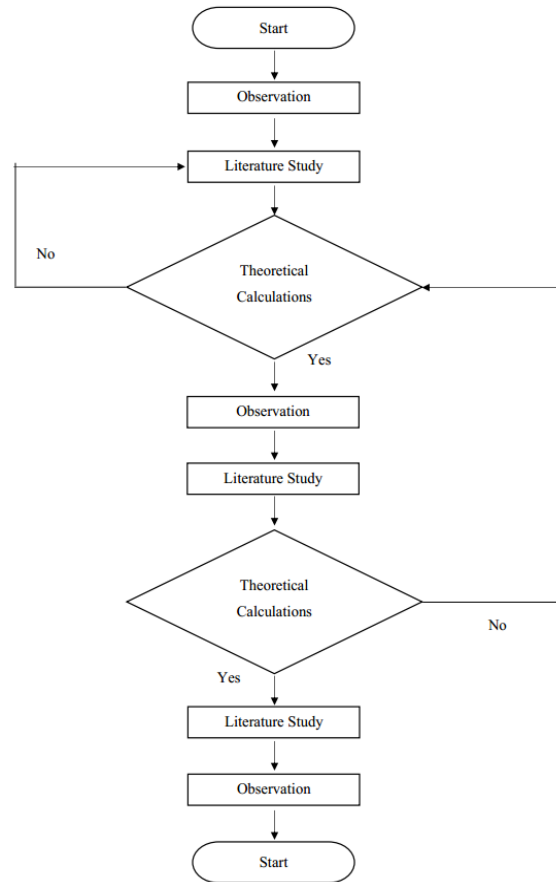 Start
Observation
Literature Study
No
Theoretical
Calculations
Yes
Observation
Literature Study
Theoretical
Calculations
No
Yes
Literature Study
Observation
Start